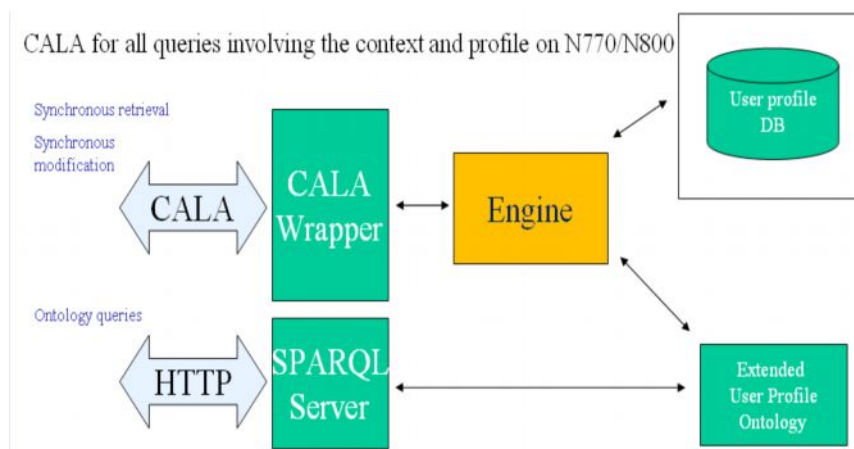 CALA for all queries involving the context and profile on N770/N800
Synchronous retrieval
Synchronous
modification
CALA
CALA
Wrapper
Engine
User profile
DB
Ontology queries
HTTP
SPARQL
Server
Extended
User Profile
Ontology